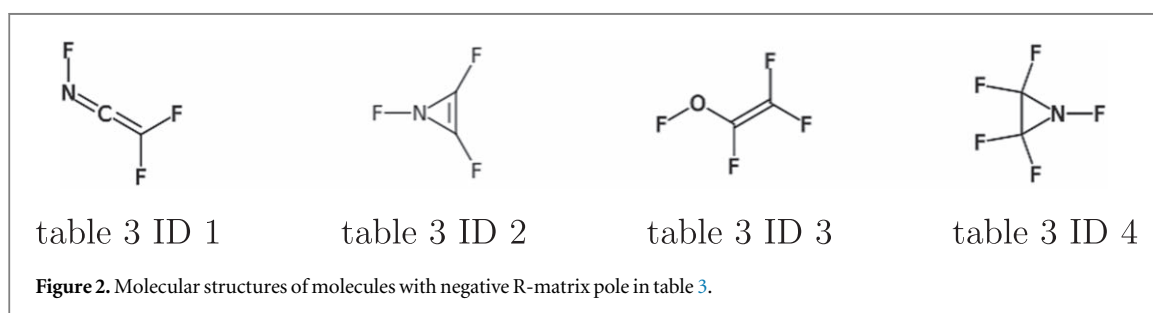 F
N
C
F
F
F
F
N
F
F
O
F
F
F
F
F
F
N
F
F
F
table 3 ID 1
table 3 ID 2
table 3 ID 3
table 3 ID 4
Figure 2. Molecular structures of molecules with negative R-matrix pole in table 3.